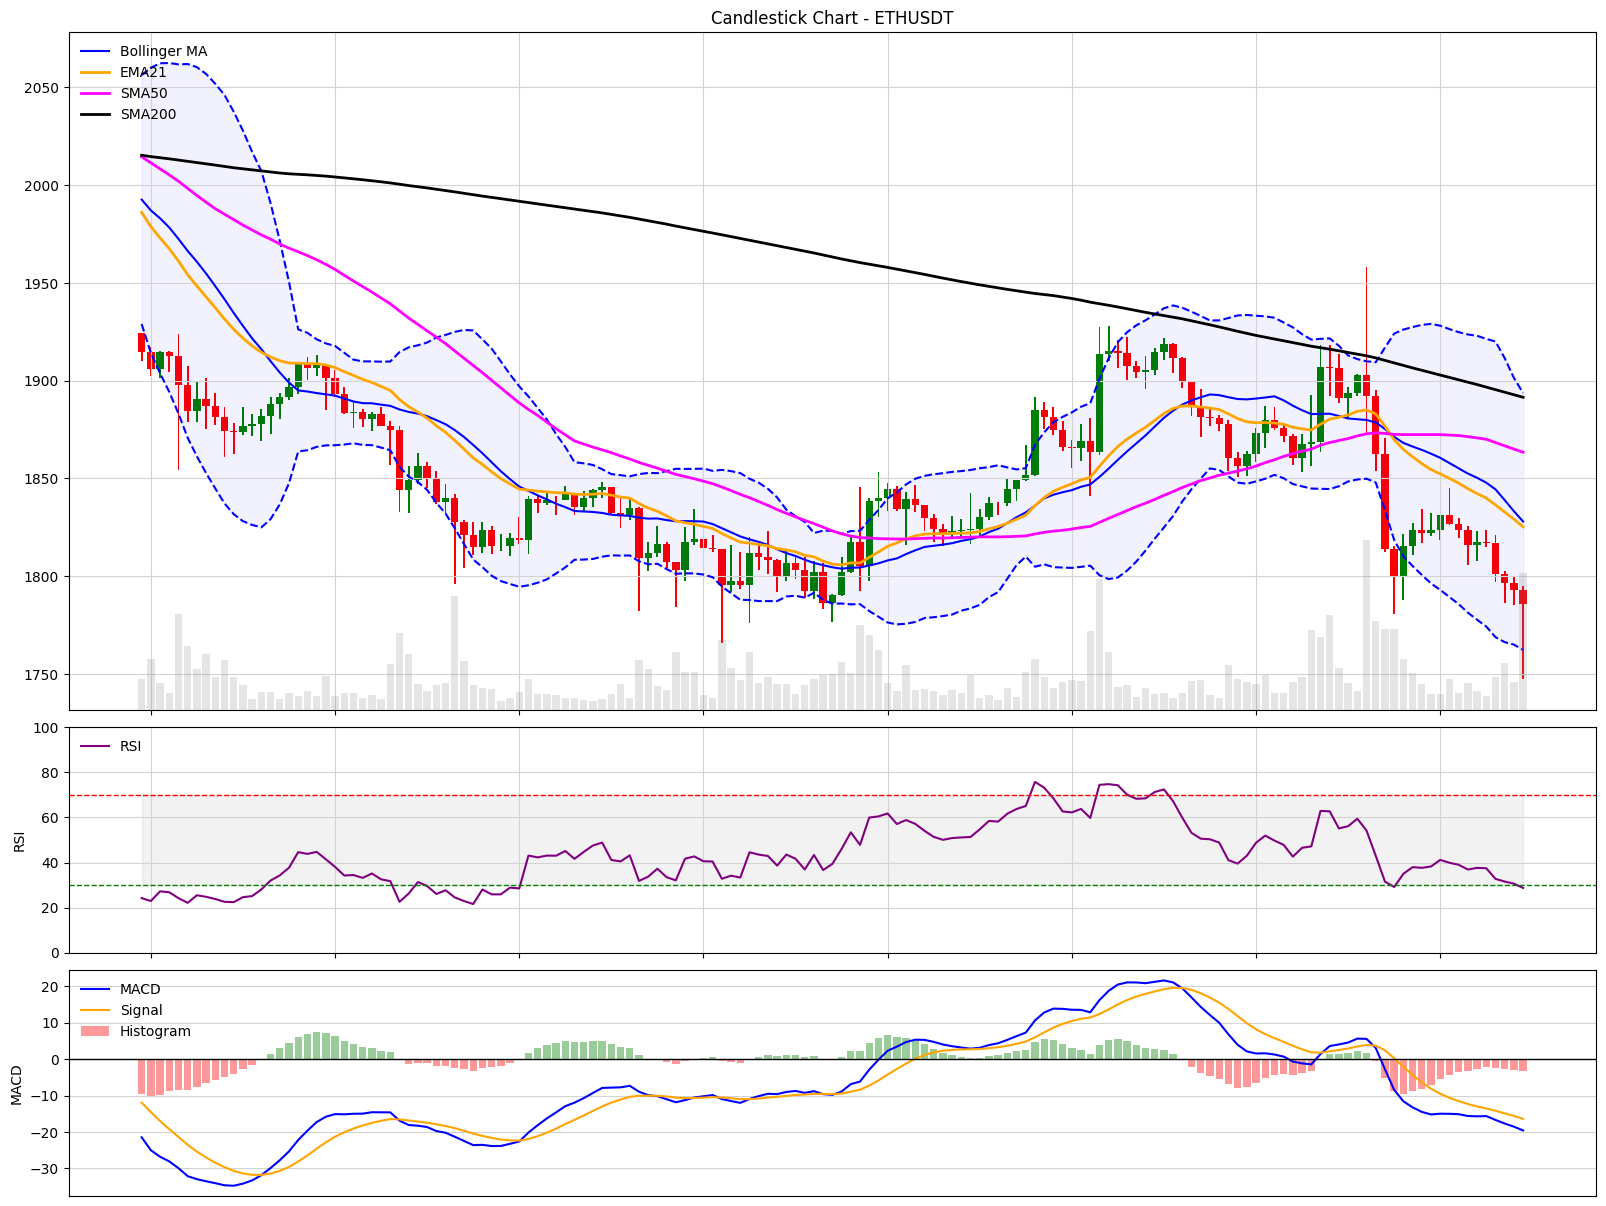 Candlestick Chart - ETHUSDT
Bollinger MA
EMA21
SMA50
SMA200
2050
2000
1950
1900
1850
1800
1750
RSI
100
80
60
40
20
0
RSI
MACD
Signal
Histogram
20
10
0
−10
−20
−30
MACD